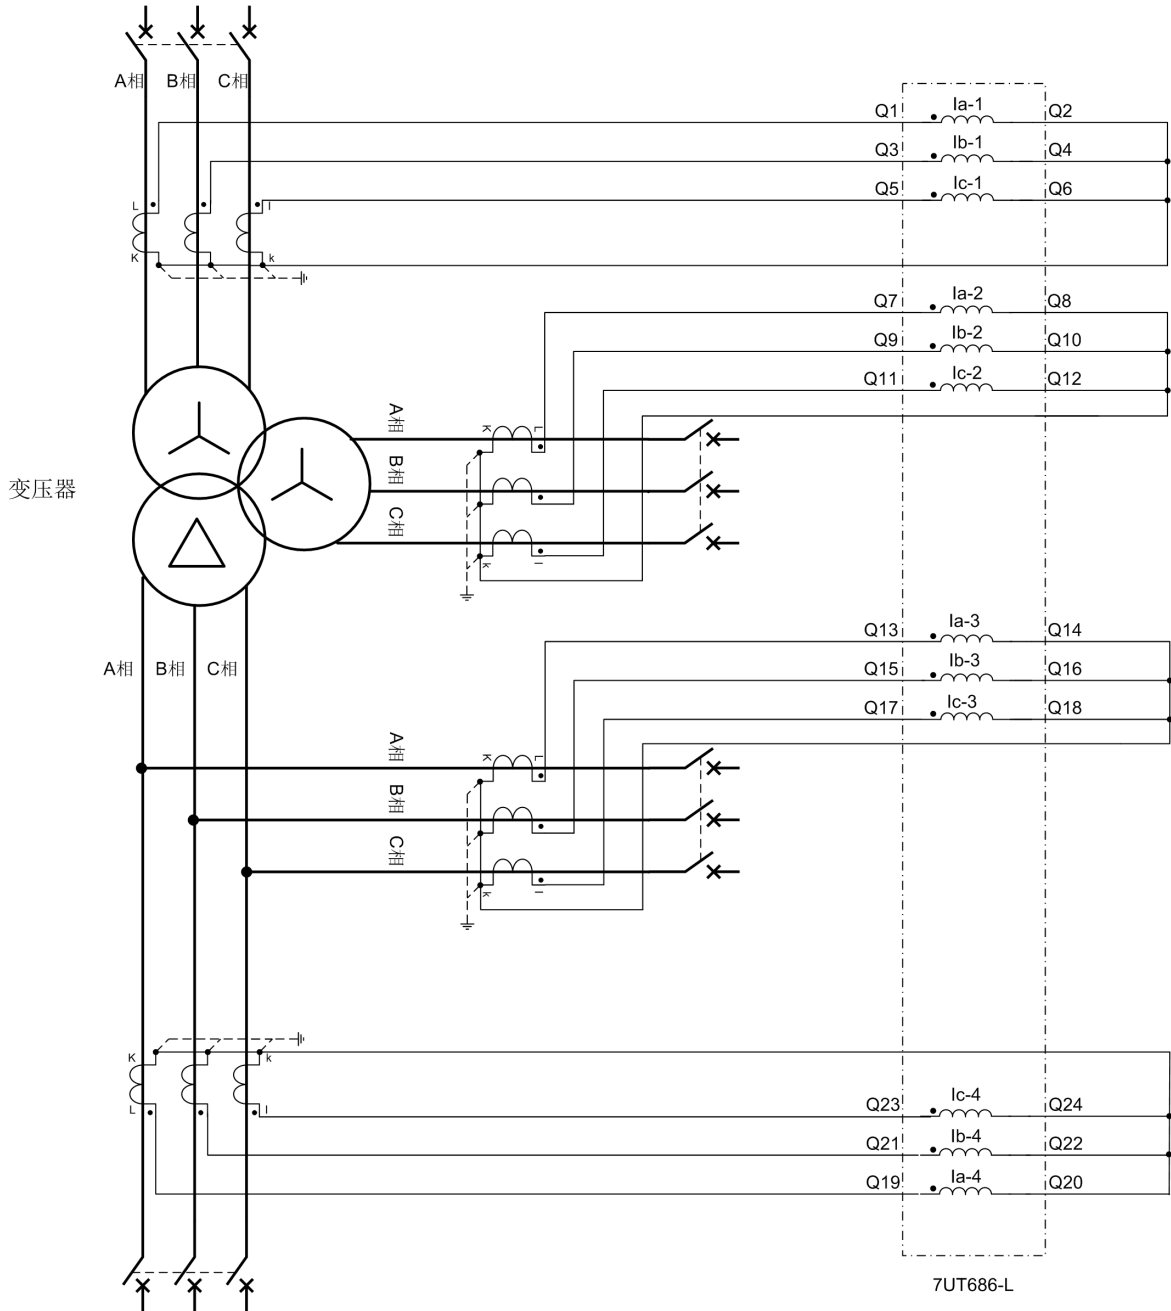 A相 B相 C相
Q1 Ia-1 Q2
Q3 Ib-1 Q4
Q5 Ic-1 Q6
L l
K k
Q7 Ia-2 Q8
Q9 Ib-2 Q10
Q11 Ic-2 Q12
A相
K L
B相
C相
k l
变压器
Q13 Ia-3 Q14
Q15 Ib-3 Q16
Q17 Ic-3 Q18
A相 B相 C相
A相
K L
B相
C相
k l
K k
L l
Q23 Ic-4 Q24
Q21 Ib-4 Q22
Q19 Ia-4 Q20
7UT686-L